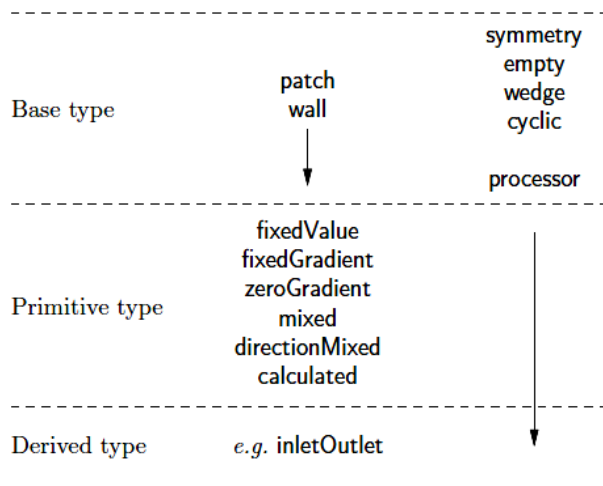 symmetry
empty
patch
wedge
Base type
wall
cyclic
processor
fixedValue
fixedGradient
zeroGradient
Primitive type
mixed
directionMixed
calculated
Derived type
e.g. inletOutlet